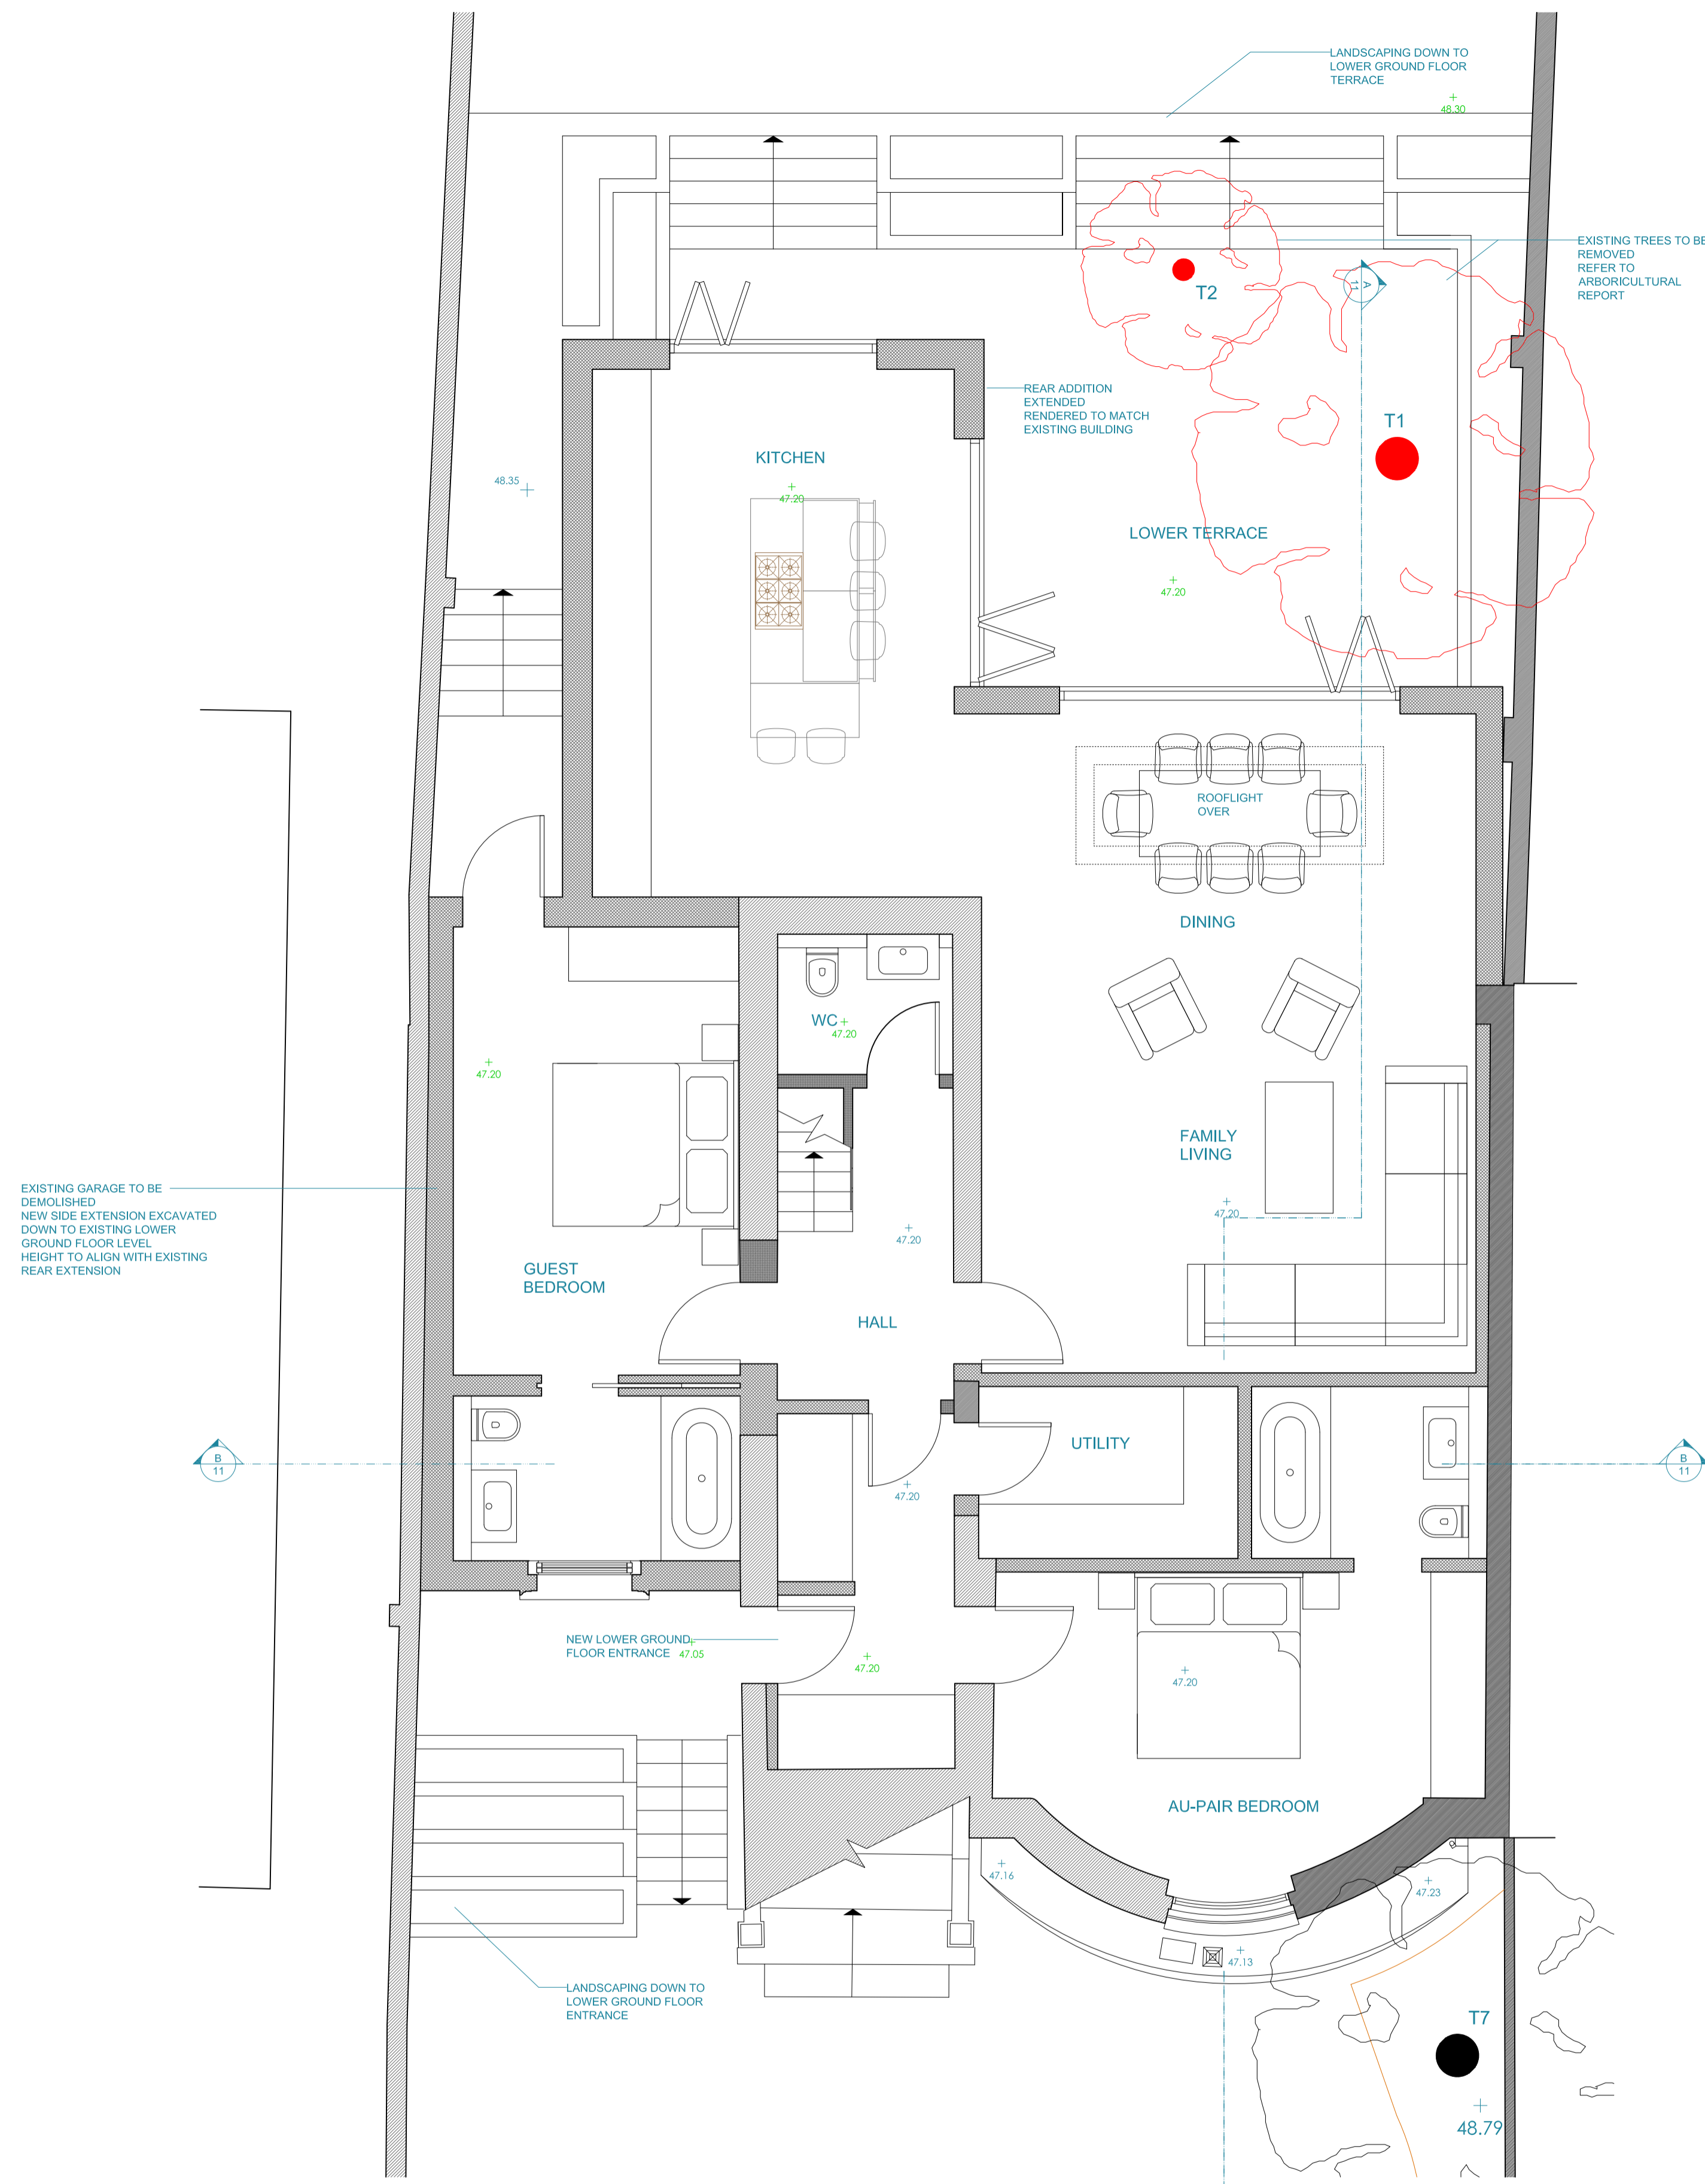 LANDSCAPING DOWN TO
LOWER GROUND FLOOR
TERRACE
48.30
EXISTING TREES TO BE
REMOVED
REFER TO
ARBORICULTURAL
REPORT
A
11
T2
REAR ADDITION
EXTENDED
RENDERED TO MATCH
EXISTING BUILDING
T1
KITCHEN
47.20
48.35
LOWER TERRACE
47.20
ROOFLIGHT
OVER
DINING
WC
47.20
47.20
FAMILY
LIVING
47.20
EXISTING GARAGE TO BE
DEMOLISHED
NEW SIDE EXTENSION EXCAVATED
DOWN TO EXISTING LOWER
GROUND FLOOR LEVEL
HEIGHT TO ALIGN WITH EXISTING
REAR EXTENSION
47.20
GUEST
BEDROOM
HALL
UTILITY
B
11
B
11
47.20
NEW LOWER GROUND
FLOOR ENTRANCE
47.05
47.20
47.20
AU-PAIR BEDROOM
47.16
47.23
47.13
LANDSCAPING DOWN TO
LOWER GROUND FLOOR
ENTRANCE
T7
48.79